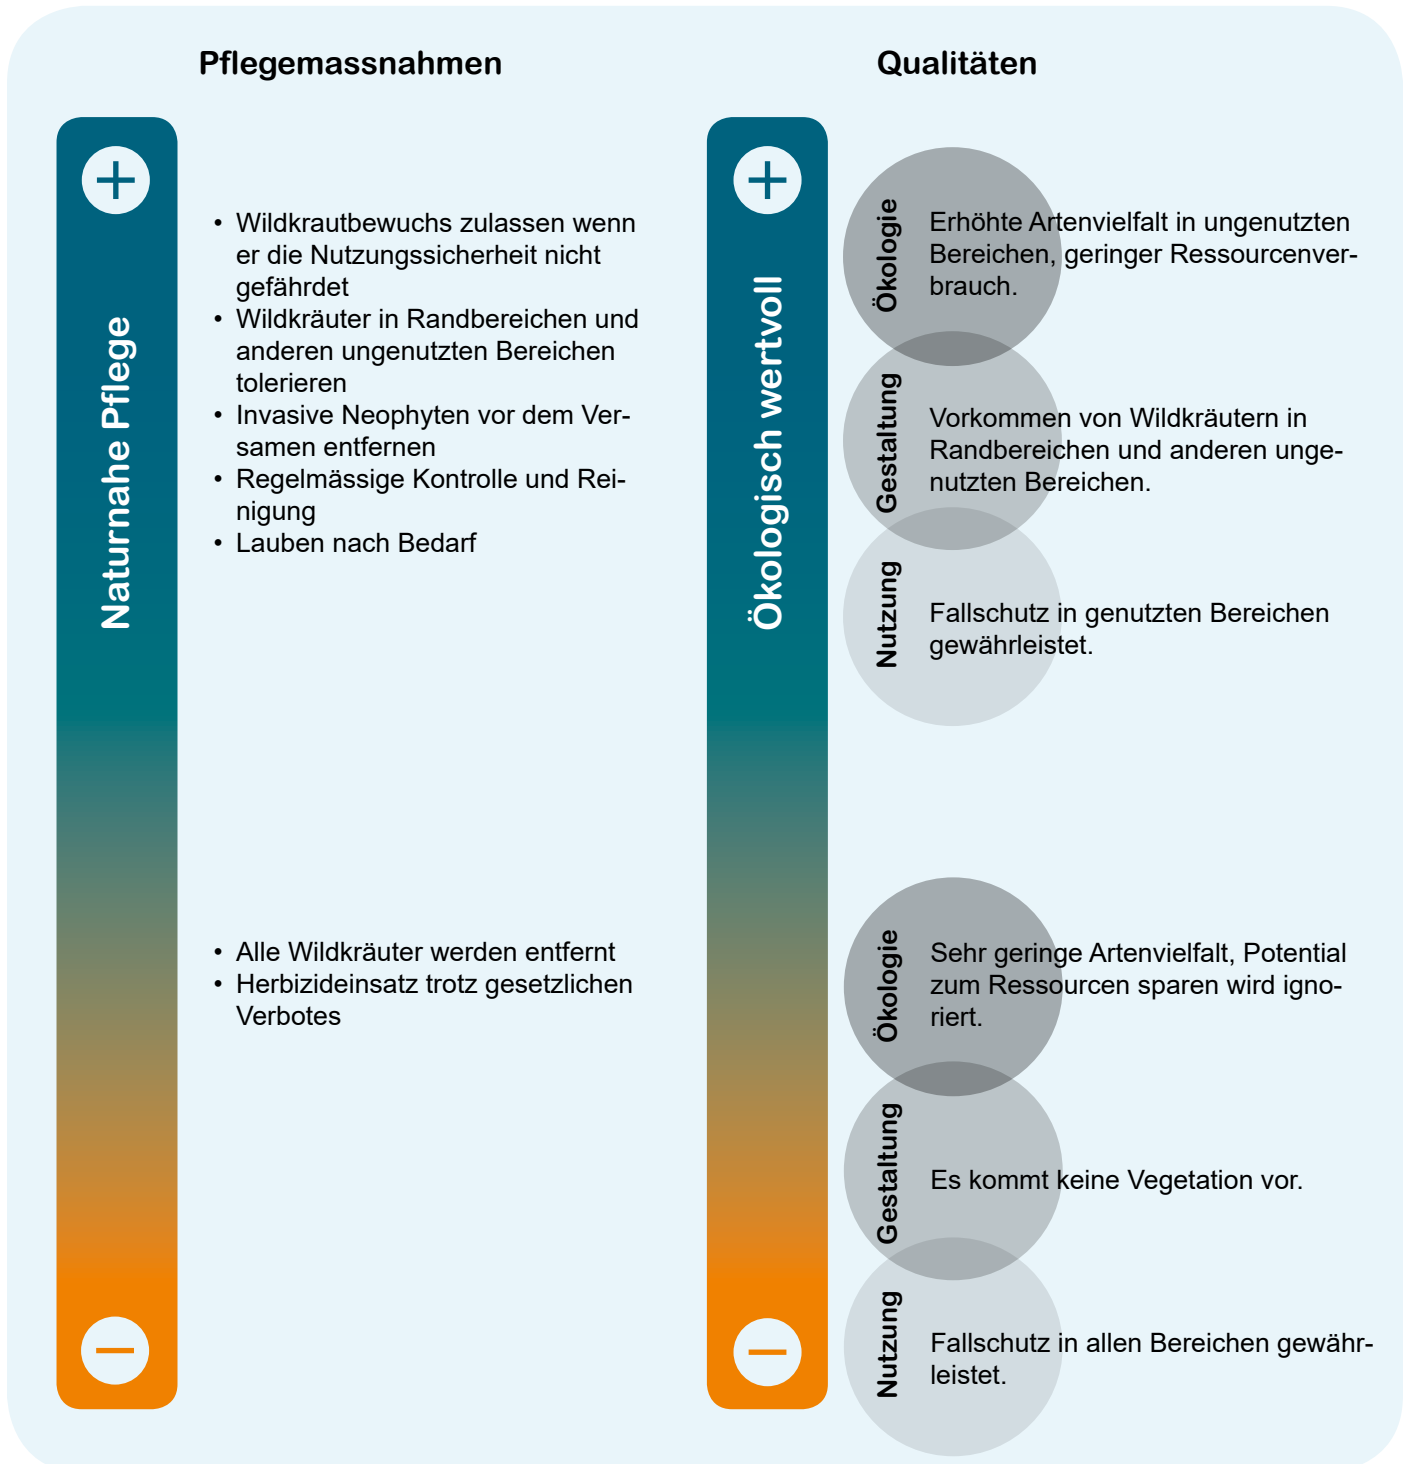 Pflegemassnahmen
Naturnahe Pflege
• Wildkrautbewuchs zulassen wenn
er die Nutzungssicherheit nicht
gefährdet
• Wildkräuter in Randbereichen und
anderen ungenutzten Bereichen
tolerieren
• Invasive Neophyten vor dem Ver-
samen entfernen
• Regelmässige Kontrolle und Rei-
nigung
• Lauben nach Bedarf
• Alle Wildkräuter werden entfernt
• Herbizideinsatz trotz gesetzlichen
Verbotes
Qualitäten
Ökologisch wertvoll
Ökologie
Erhöhte Artenvielfalt in ungenutzten
Bereichen, geringer Ressourcenver-
brauch.
Gestaltung
Vorkommen von Wildkräutern in
Randbereichen und anderen unge-
nutzten Bereichen.
Nutzung
Fallschutz in genutzten Bereichen
gewährleistet.
Ökologie
Sehr geringe Artenvielfalt, Potential
zum Ressourcen sparen wird igno-
riert.
Gestaltung
Es kommt keine Vegetation vor.
Nutzung
Fallschutz in allen Bereichen gewähr-
leistet.